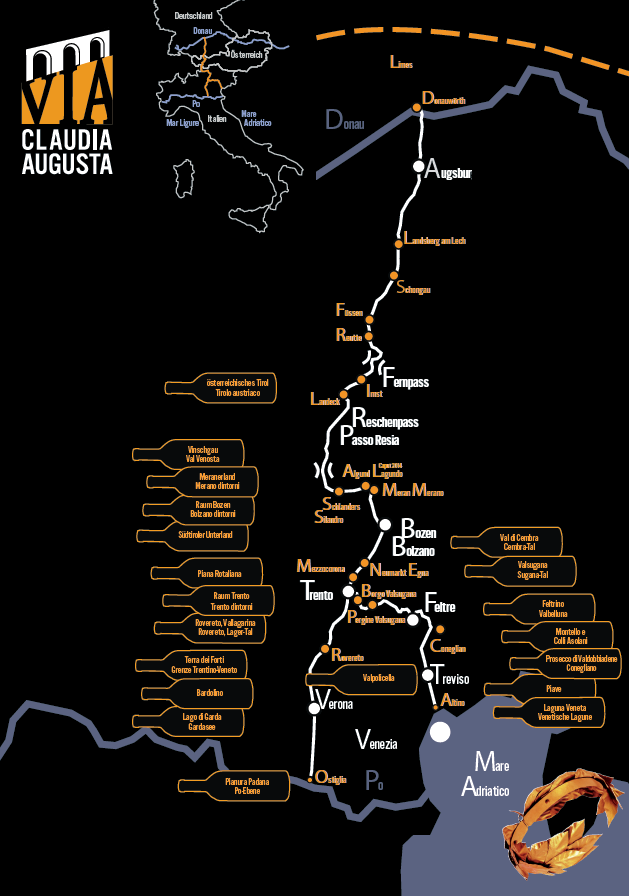 VIA
CLAUDIA
AUGUSTA
Deutschland
Donau
Österreich
Po
Italien
Mar Ligure
Mare
Adriatico
Limes
Donauwörth
Donau
Augsbur
Landsberg am Lech
Schongau
Füssen
Reutte
Fernpass
Imst
Landeck
Reschenpass
Passo Resia
Algund Lagundo
Meran Merano
Schlanders
Silandro
Bozen
Bolzano
Mezzocorona
Neumarkt Egna
Trento
Borgo Valsugana
Pergine Valsugana
Feltre
Coneglian
Rovereto
Treviso
Altino
Verona
Venezia
Ostiglia
Po
Mare
Adriatico
österreichisches Tirol
Tirolo austriaco
Vinschgau
Val Venosta
Meranerland
Merano dintorni
Raum Bozen
Bolzano dintorni
Südtiroler Unterland
Piana Rotaliana
Raum Trento
Trento dintorni
Rovereto, Vallagarina
Rovereto, Lager-Tal
Terra dei Forti
Grenze Trentino-Veneto
Bardolino
Lago di Garda
Gardasee
Pianura Padana
Po-Ebene
Valpolicella
Val di Cembra
Cembra-Tal
Valsugana
Sugana-Tal
Feltrino
Valbelluna
Montello e
Colli Asolani
Prosecco di Valdobbiadene
Conegliano
Piave
Laguna Veneta
Venetische Lagune